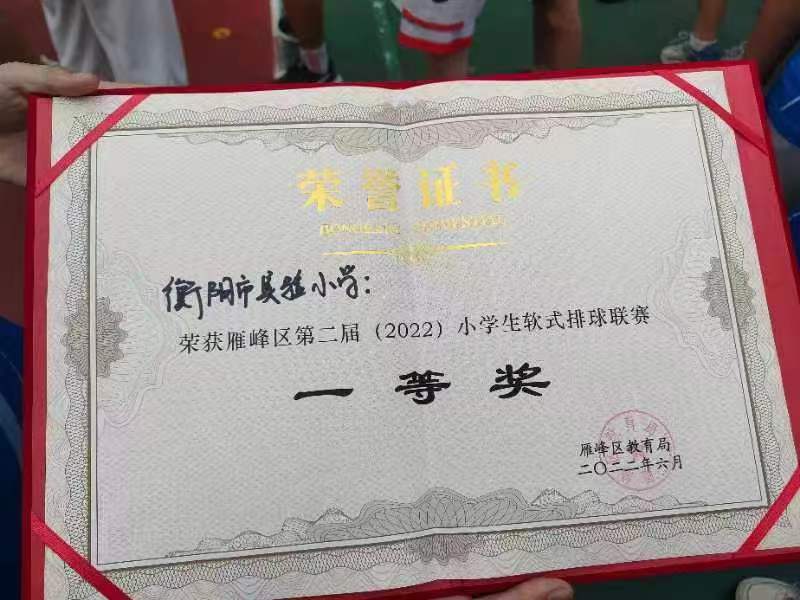 荣誉证书
衡阳市实验小学：
荣获雁峰区第二届（2022）小学生软式排球联赛
一等奖
雁峰区教育局
二〇二二年六月